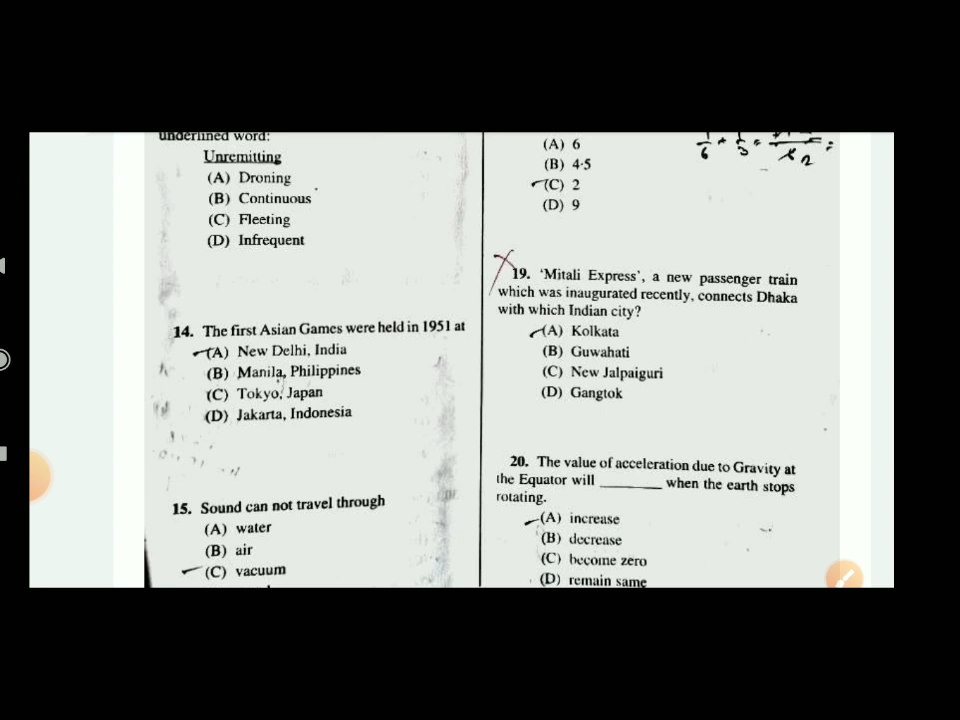 underlined word:
Unremitting
(A) Droning
(B) Continuous
(C) Fleeting
(D) Infrequent
14. The first Asian Games were held in 1951 at
(A) New Delhi, India
(B) Manila, Philippines
(C) Tokyo, Japan
(D) Jakarta, Indonesia
15. Sound can not travel through
(A) water
(B) air
(C) vacuum
(A) 6
(B) 4·5
(C) 2
(D) 9
19. ‘Mitali Express’, a new passenger train
which was inaugurated recently, connects Dhaka
with which Indian city?
(A) Kolkata
(B) Guwahati
(C) New Jalpaiguri
(D) Gangtok
20. The value of acceleration due to Gravity at
the Equator will ________ when the earth stops
rotating.
(A) increase
(B) decrease
(C) become zero
(D) remain same